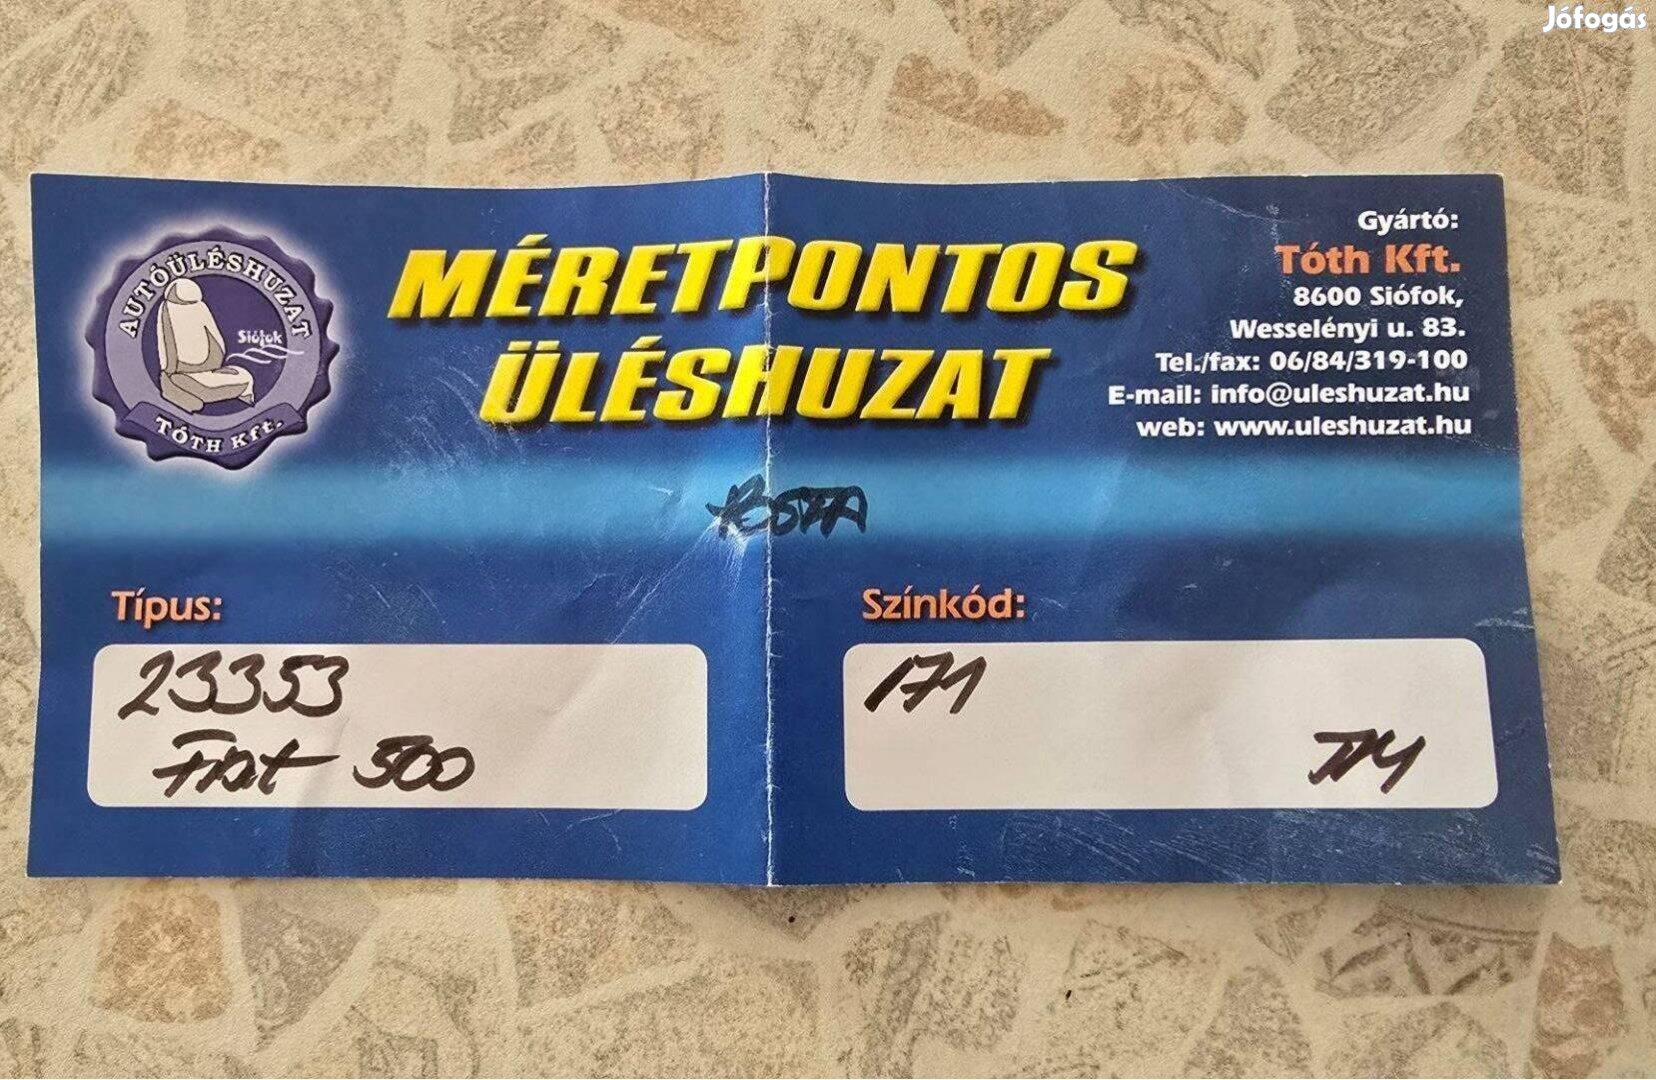 Jófogás
AUTÓÜLÉSHUZAT
Siófok
TÓTH Kft.
MÉRETPONTOS
ÜLÉSHUZAT
Gyártó:
Tóth Kft.
8600 Siófok,
Wesselényi u. 83.
Tel./fax: 06/84/319-100
E-mail: info@uleshuzat.hu
web: www.uleshuzat.hu
POSTA
Típus:
23353
Fiat 500
Színkód:
171